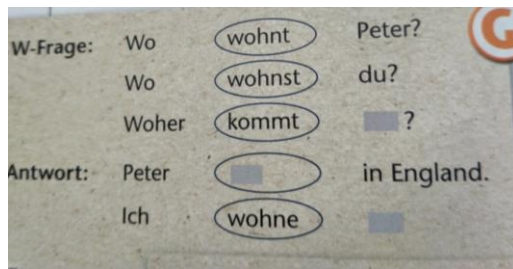 W-Frage: Wo wohnt Peter? G
Wo wohnst du?
Woher kommt ?
Antwort: Peter in England.
Ich wohne